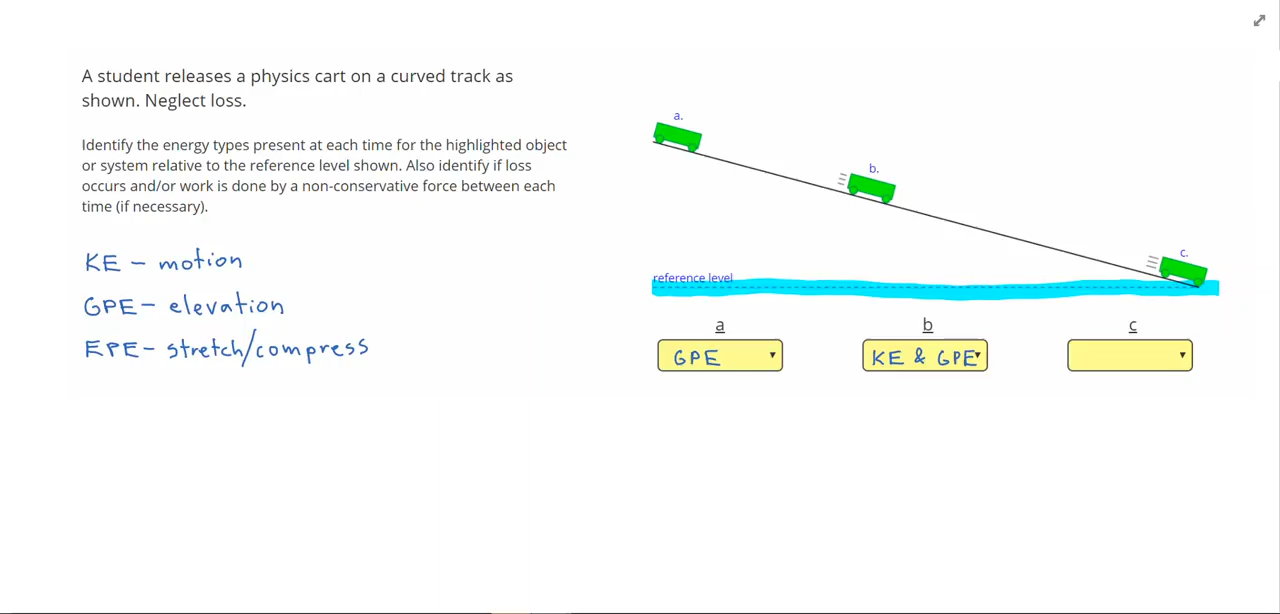 A student releases a physics cart on a curved track as
shown. Neglect loss.
Identify the energy types present at each time for the highlighted object
or system relative to the reference level shown. Also identify if loss
occurs and/or work is done by a non-conservative force between each
time (if necessary).
KE - motion
GPE - elevation
EPE - stretch/compress
a.
b.
c.
reference level
a b c
GPE KE & GPE